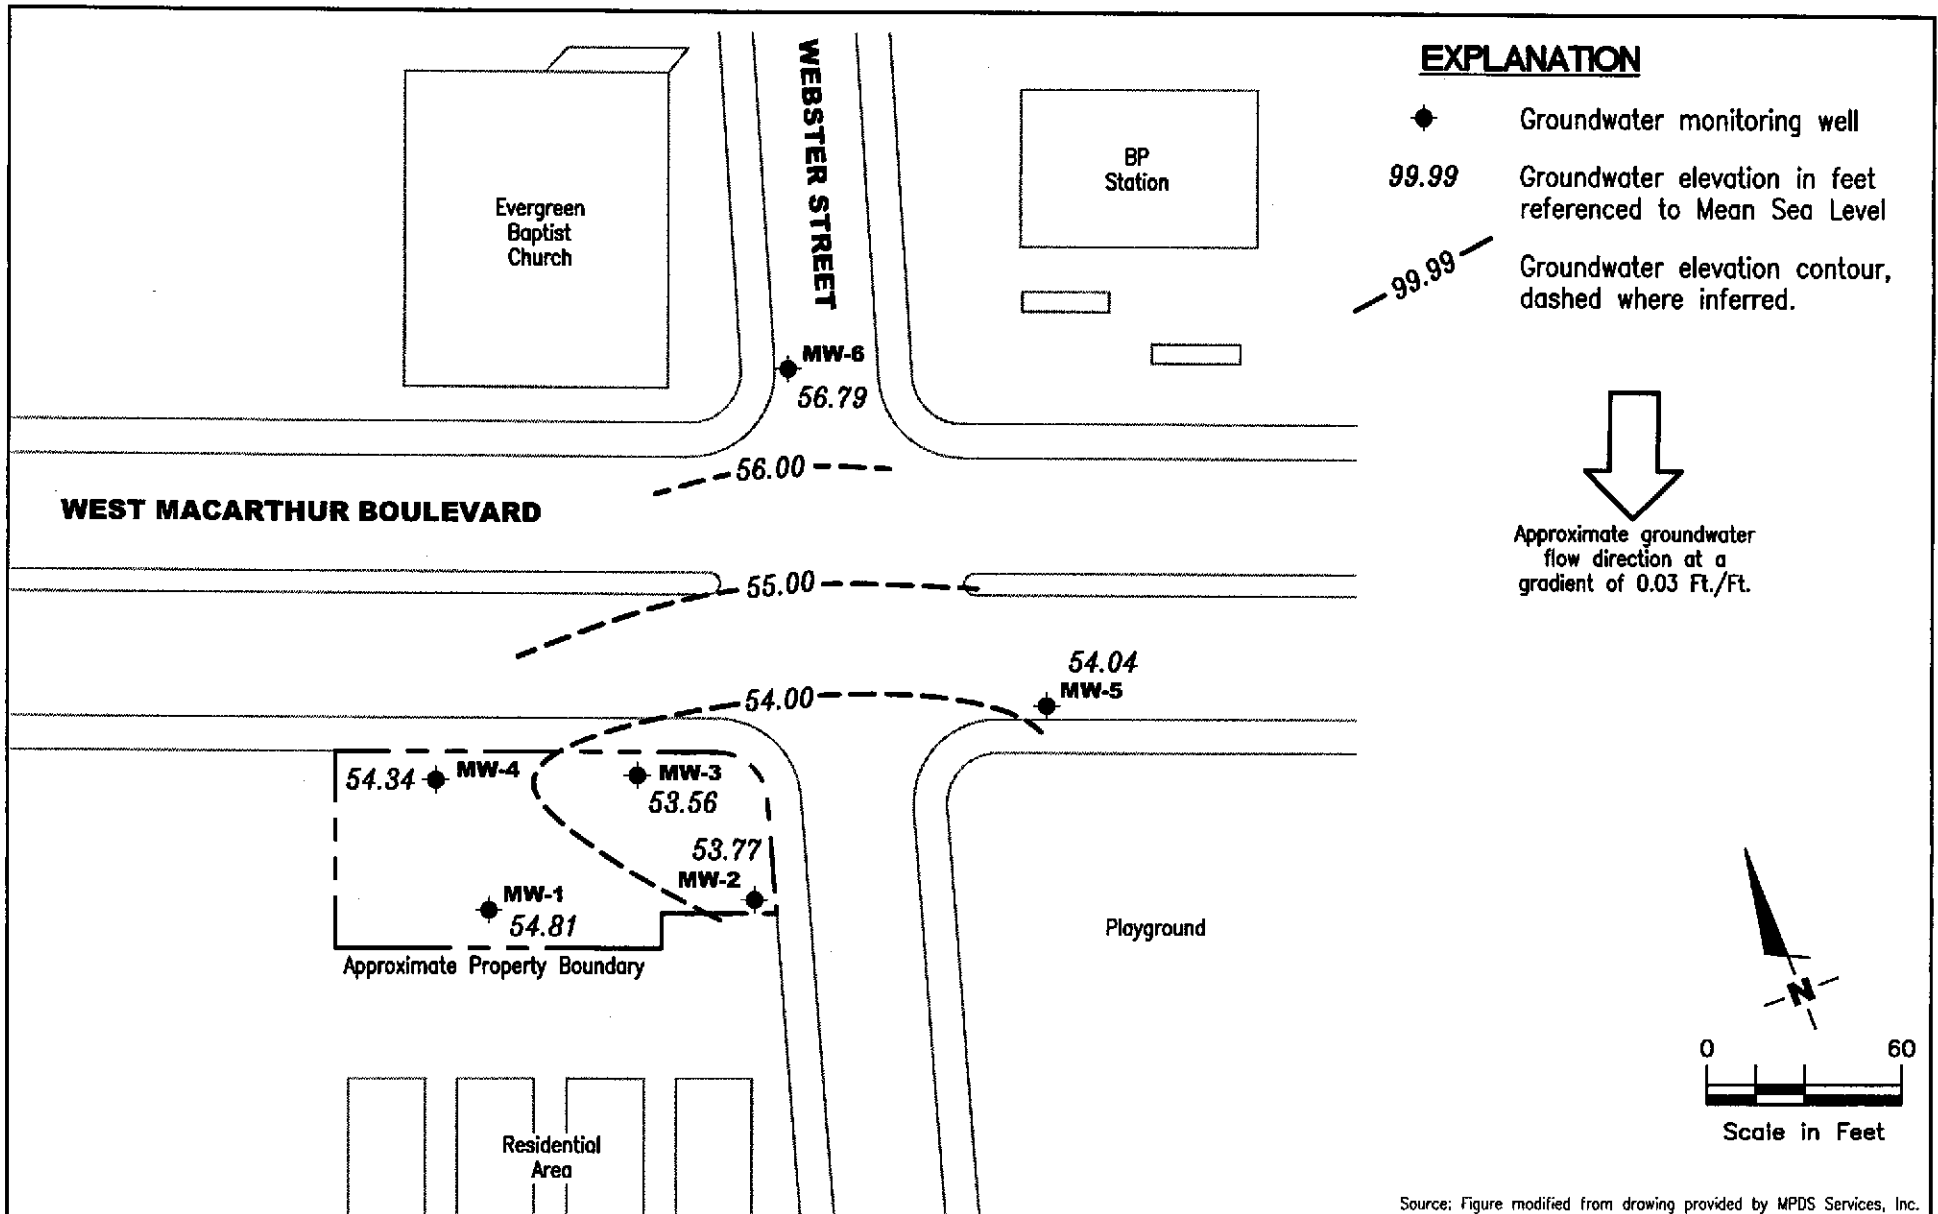 EXPLANATION
Groundwater monitoring well
99.99
Groundwater elevation in feet
referenced to Mean Sea Level
99.99
Groundwater elevation contour,
dashed where inferred.
WEBSTER STREET
Evergreen
Baptist
Church
BP
Station
MW-6
56.79
56.00
WEST MACARTHUR BOULEVARD
Approximate groundwater
flow direction at a
gradient of 0.03 Ft./Ft.
55.00
54.04
MW-5
54.00
54.34
MW-4
MW-3
53.56
53.77
MW-2
MW-1
54.81
Approximate Property Boundary
Playground
N
0 60
Scale in Feet
Residential
Area
Source: Figure modified from drawing provided by MPDS Services, Inc.